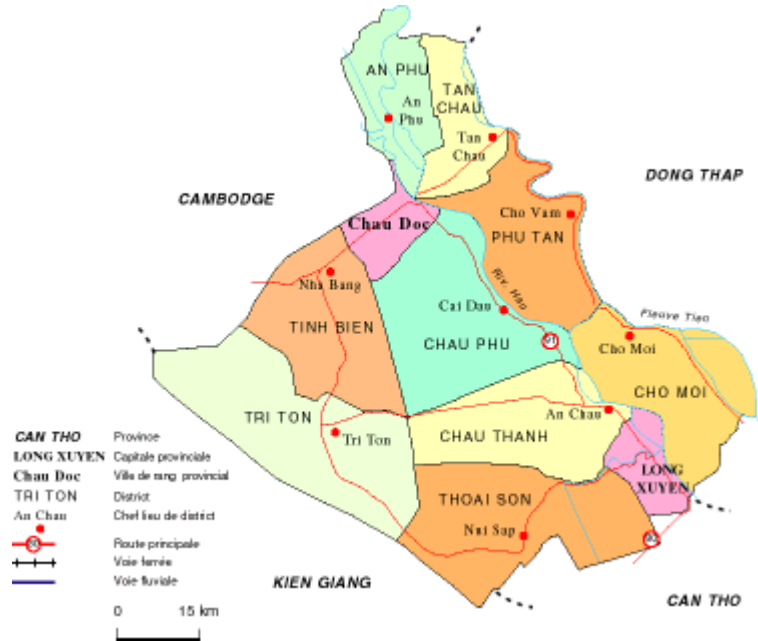 AN PHU
An
Phu
TAN
CHAU
Tan
Chau
DONG THAP
CAMBODGE
Chau Doc
Cho Vam
PHU TAN
Riv. Hau
Nha Bang
Cai Dau
Fleuve Tien
TINH BIEN
CHAU PHU
91
Cho Moi
CHO MOI
TRI TON
An Chau
Tri Ton
CHAU THANH
LONG
XUYEN
THOAI SON
Nui Sap
KIEN GIANG
CAN THO
CAN THO Province
LONG XUYEN Capitale provinciale
Chau Doc Ville de rang provincial
TRI TON District
An Chau Chef lieu de district
Route principale
Voie ferrée
Voie fluviale
0 15 km